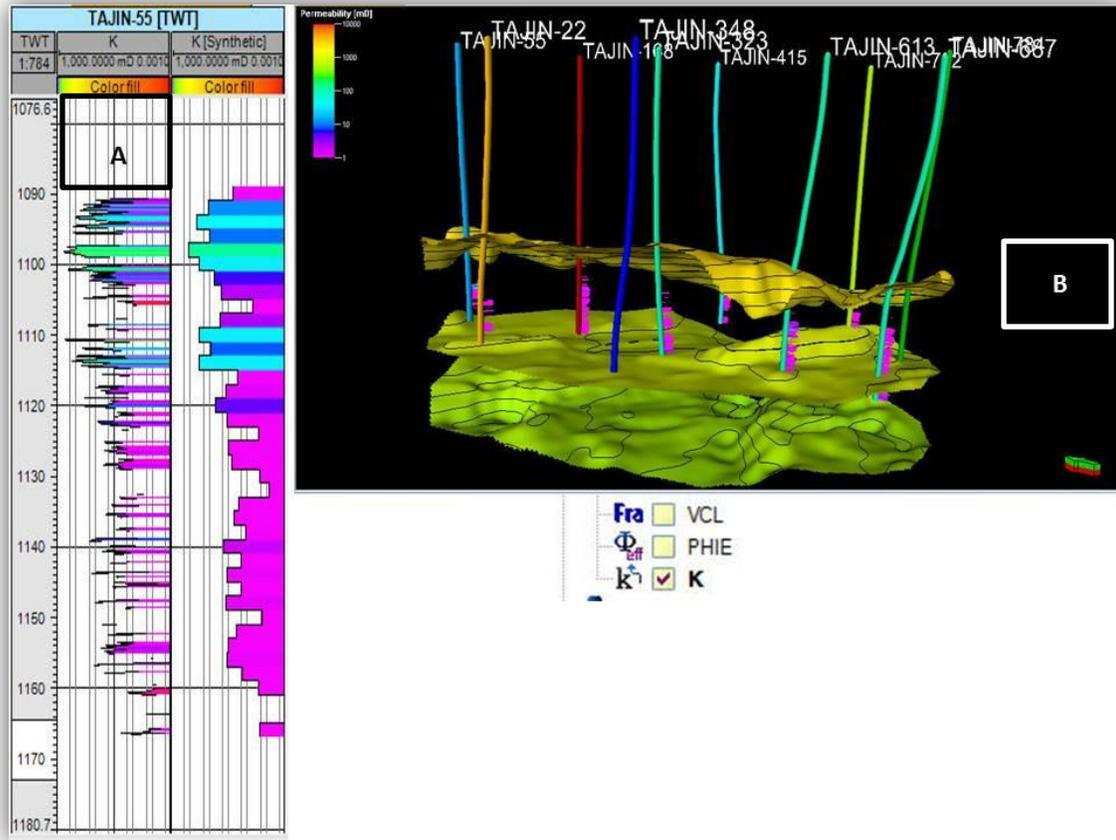 TAJIN-55 [TWT]
TWT K K [Synthetic]
1:784 1,000.0000 mD 0.0010 1,000.0000 mD 0.0010
Color fill Color fill
1076.6
A
1090
1100
1110
1120
1130
1140
1150
1160
1170
1180.7
Permeability [mD]
10000
1000
100
10
1
TAJIN-55
TAJIN-22
TAJIN-168
TAJIN-348
TAJIN-415
TAJIN-613
B
VCL
PHIE
K